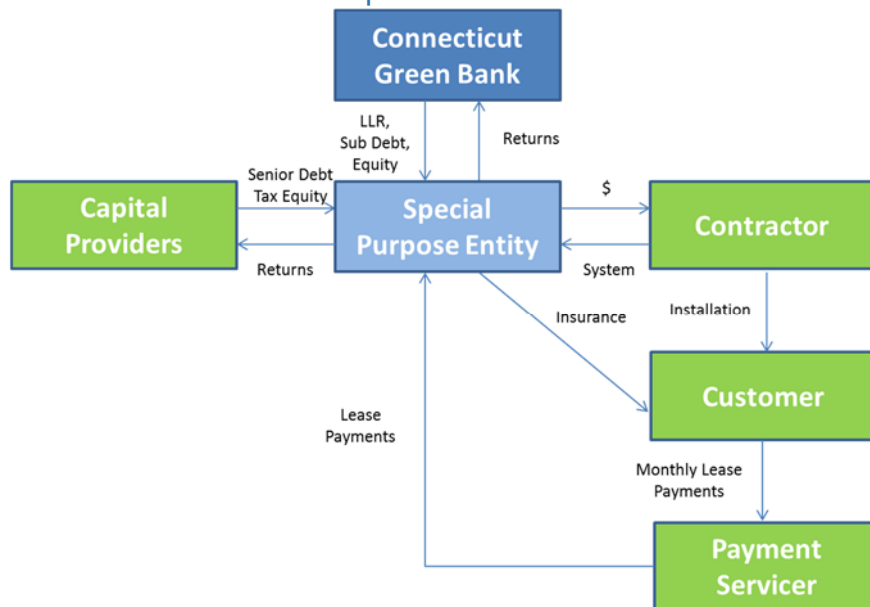 Connecticut
Green Bank
LLR,
Sub Debt,
Equity
Returns
Senior Debt
Tax Equity
$
Capital
Providers
Special
Purpose Entity
Contractor
Returns
System
Insurance
Installation
Customer
Lease
Payments
Monthly Lease
Payments
Payment
Servicer